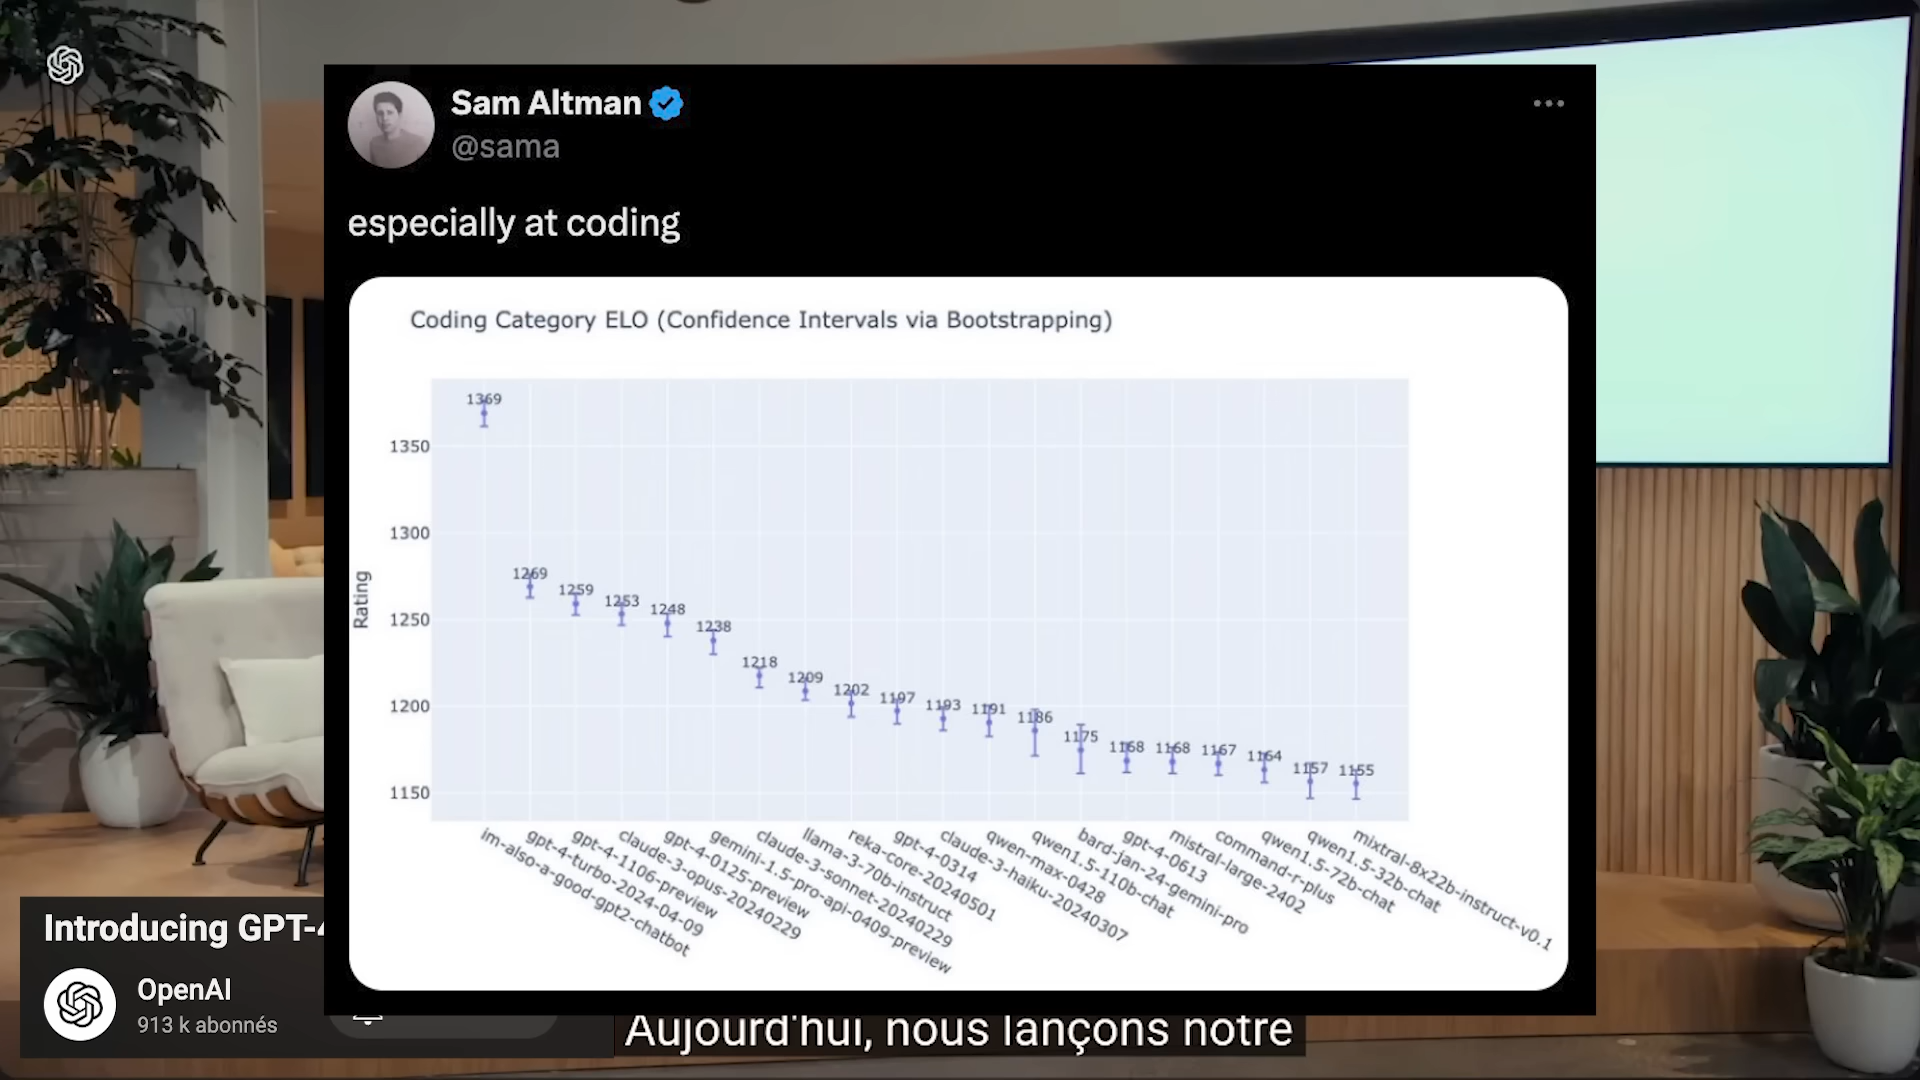 Sam Altman
@sama
especially at coding
Coding Category ELO (Confidence Intervals via Bootstrapping)
Rating
1350
1300
1250
1200
1150
1369
1269
1259
1253
1248
1238
1218
1209
1202
1197
1193
1191
1186
1175
1168
1168
1167
1164
1157
1155
im-also-a-good-gpt2-chatbot
gpt-4-turbo-2024-04-09
gpt-4-1106-preview
claude-3-opus-20240229
gpt-4-0125-preview
gemini-1.5-pro-api-0409-preview
claude-3-sonnet-20240229
llama-3-70b-instruct
reka-core-20240501
gpt-4-0314
claude-3-haiku-20240307
qwen-max-0428
qwen1.5-110b-chat
bard-jan-24-gemini-pro
gpt-4-0613
mistral-large-2402
command-r-plus
qwen1.5-72b-chat
qwen1.5-32b-chat
mixtral-8x22b-instruct-v0.1
Introducing GPT-4
OpenAI
913 k abonnés
Aujourd'hui, nous lançons notre